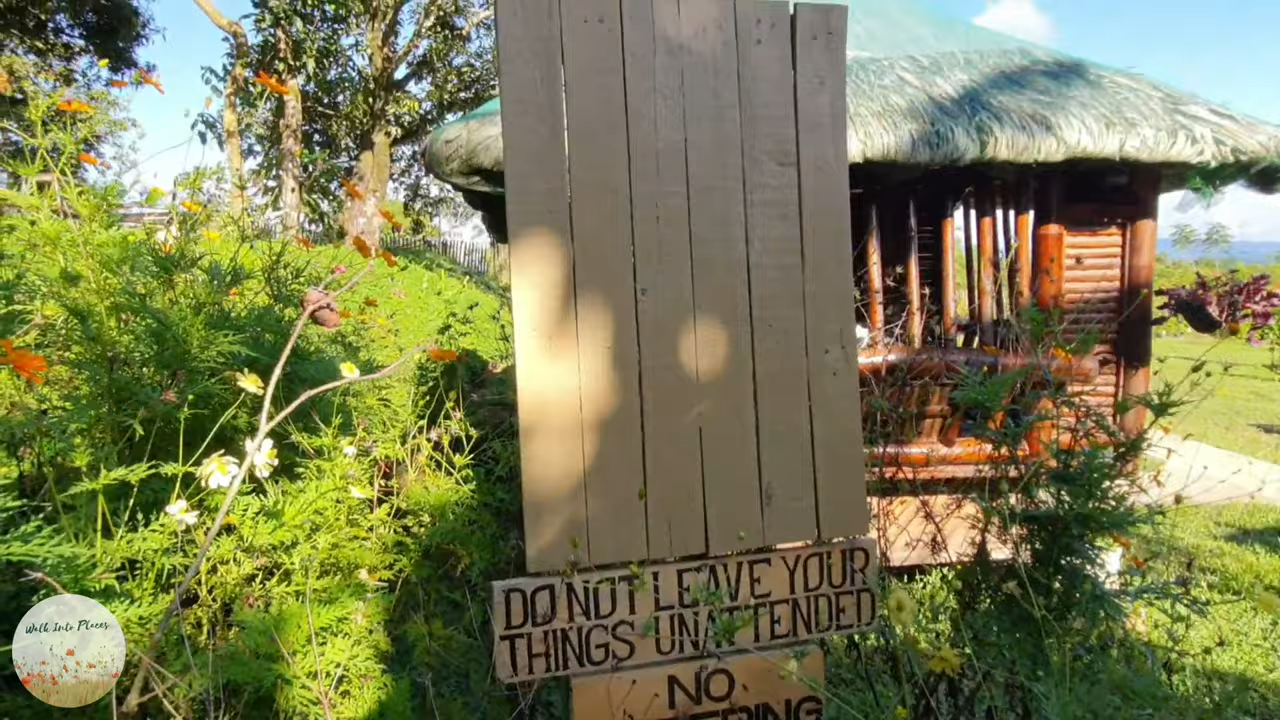 DO NOT LEAVE YOUR
THINGS UNATTENDED
NO
Walk Into Places